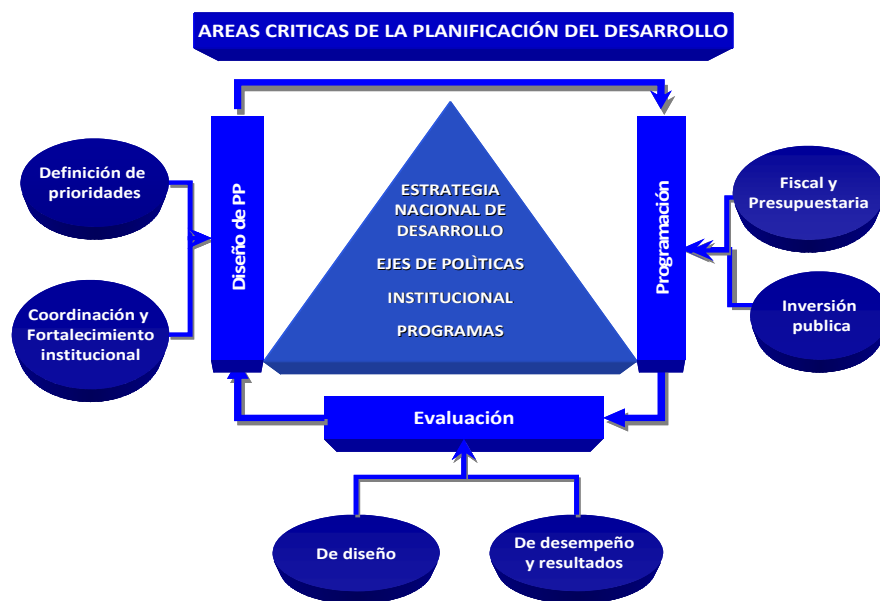 AREAS CRITICAS DE LA PLANIFICACIÓN DEL DESARROLLO
Definición de
prioridades
Coordinación y
Fortalecimiento
institucional
Diseño de PP
ESTRATEGIA
NACIONAL DE
DESARROLLO
EJES DE POLÌTICAS
INSTITUCIONAL
PROGRAMAS
Programación
Fiscal y
Presupuestaria
Inversión
publica
Evaluación
De diseño
De desempeño
y resultados